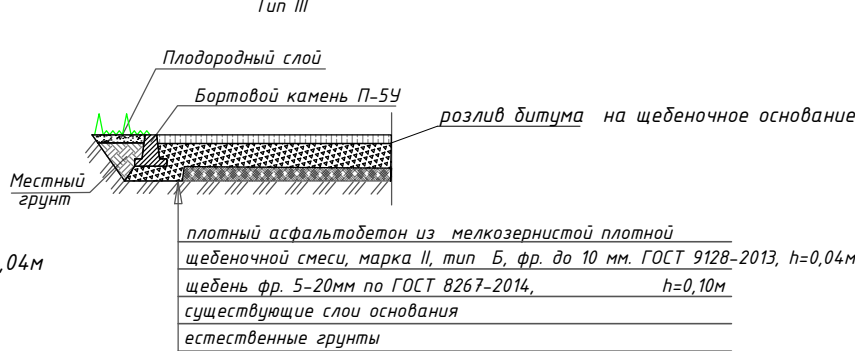 Тип III
Плодородный слой
Бортовой камень П-5У
розлив битума на щебеночное основание
Местный
грунт
плотный асфальтобетон из мелкозернистой плотной
,04м
щебеночной смеси, марка II, тип Б, фр. до 10 мм. ГОСТ 9128-2013, h=0,04м
щебень фр. 5-20мм по ГОСТ 8267-2014, h=0,10м
существующие слои основания
естественные грунты